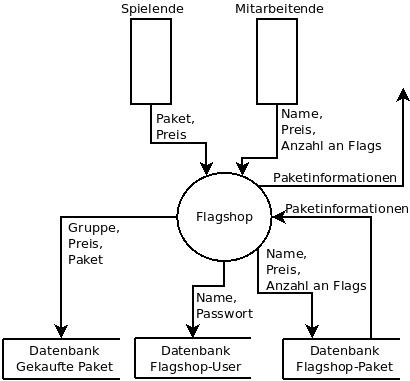 Spielende
Mitarbeitende
Paket,
Preis
Name,
Preis,
Anzahl an Flags
Paketinformationen
Flagshop
Paketinformationen
Gruppe,
Preis,
Paket
Name,
Preis,
Anzahl an Flags
Name,
Passwort
Datenbank
Gekaufte Paket
Datenbank
Flagshop-User
Datenbank
Flagshop-Paket